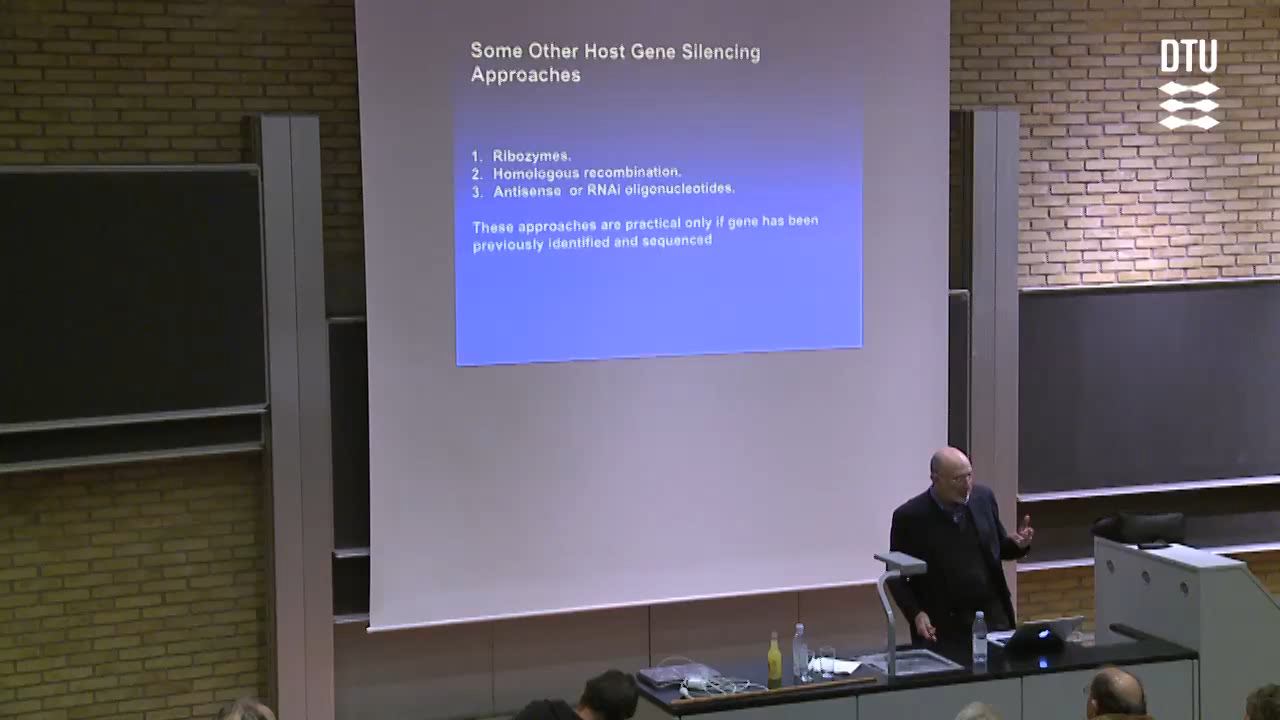 Some Other Host Gene Silencing
Approaches
DTU
1. Ribozymes.
2. Homologous recombination.
3. Antisense or RNAi oligonucleotides.
These approaches are practical only if gene has been
previously identified and sequenced